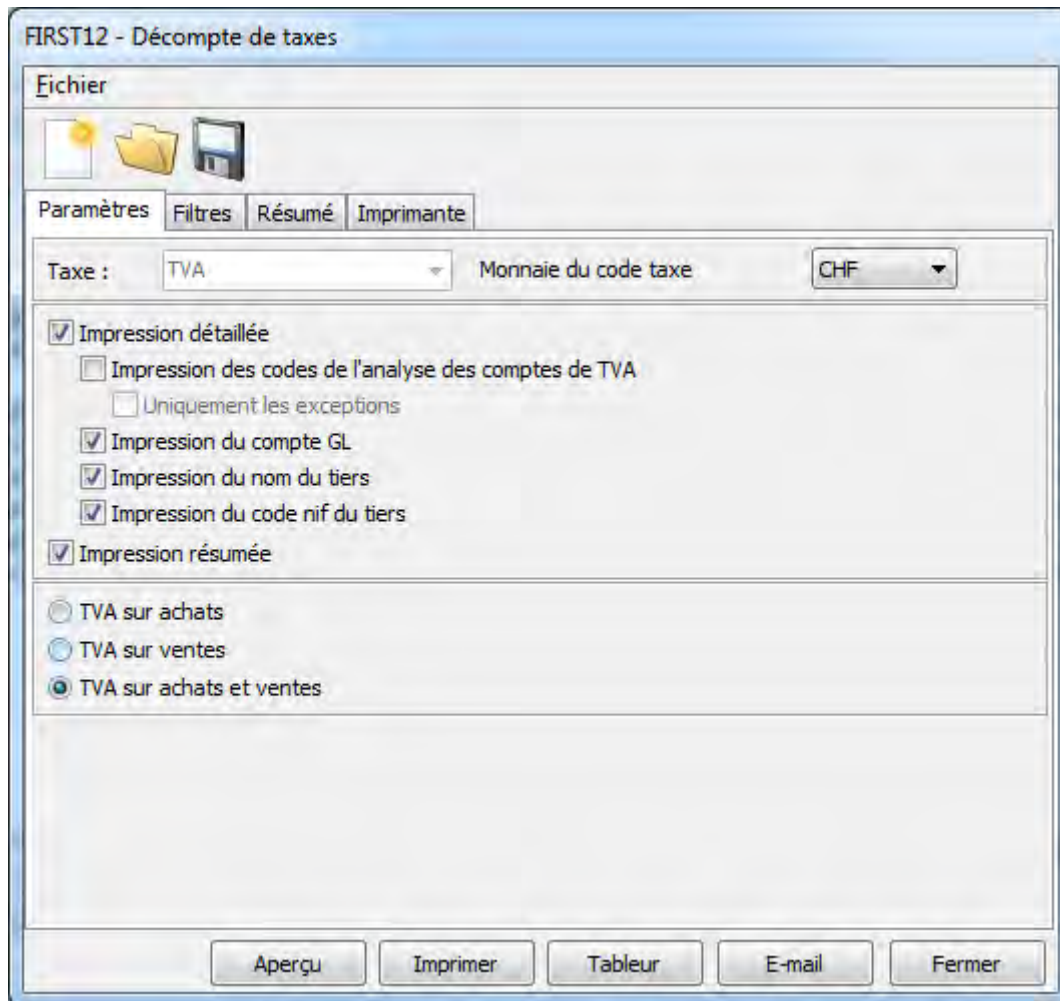 FIRST12 - Décompte de taxes
Fichier
Paramètres Filtres Résumé Imprimante
Taxe : TVA Monnaie du code taxe CHF
Impression détaillée
Impression des codes de l'analyse des comptes de TVA
Uniquement les exceptions
Impression du compte GL
Impression du nom du tiers
Impression du code nif du tiers
Impression résumée
TVA sur achats
TVA sur ventes
TVA sur achats et ventes
Aperçu Imprimer Tableur E-mail Fermer